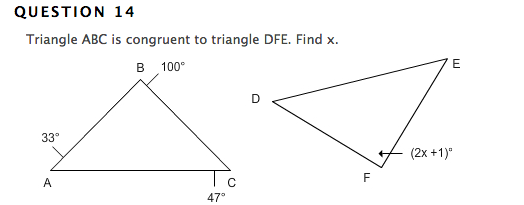 QUESTION 14
Triangle ABC is congruent to triangle DFE. Find x.
B 100°
E
D
33°
(2x +1)°
F
A
C
47°